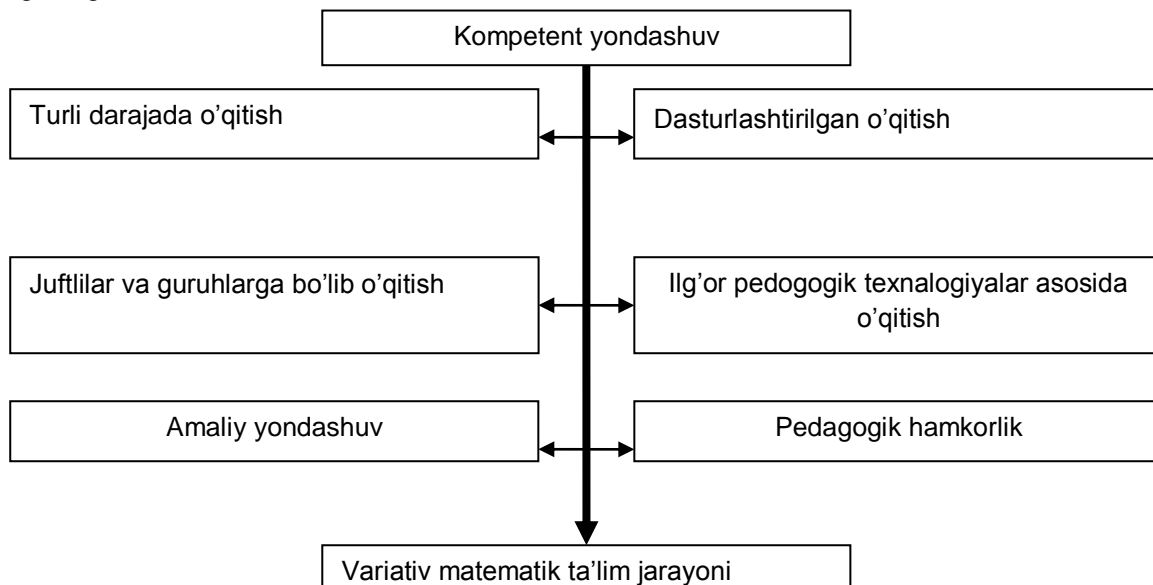 Kompetent yondashuv
Turli darajada o’qitish
Dasturlashtirilgan o’qitish
Juftlilar va guruhlarga bo’lib o’qitish
Ilg’or pedogogik texnalogiyalar asosida
o’qitish
Amaliy yondashuv
Pedagogik hamkorlik
Variativ matematik ta’lim jarayoni